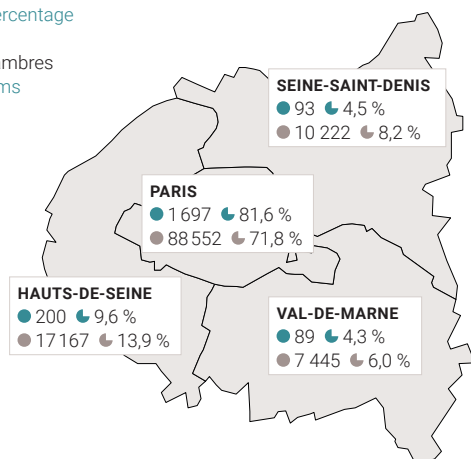 ercentage
ambres
ms
SEINE-SAINT-DENIS
93 4,5 %
10 222 8,2 %
PARIS
1 697 81,6 %
88 552 71,8 %
HAUTS-DE-SEINE
200 9,6 %
17 167 13,9 %
VAL-DE-MARNE
89 4,3 %
7 445 6,0 %